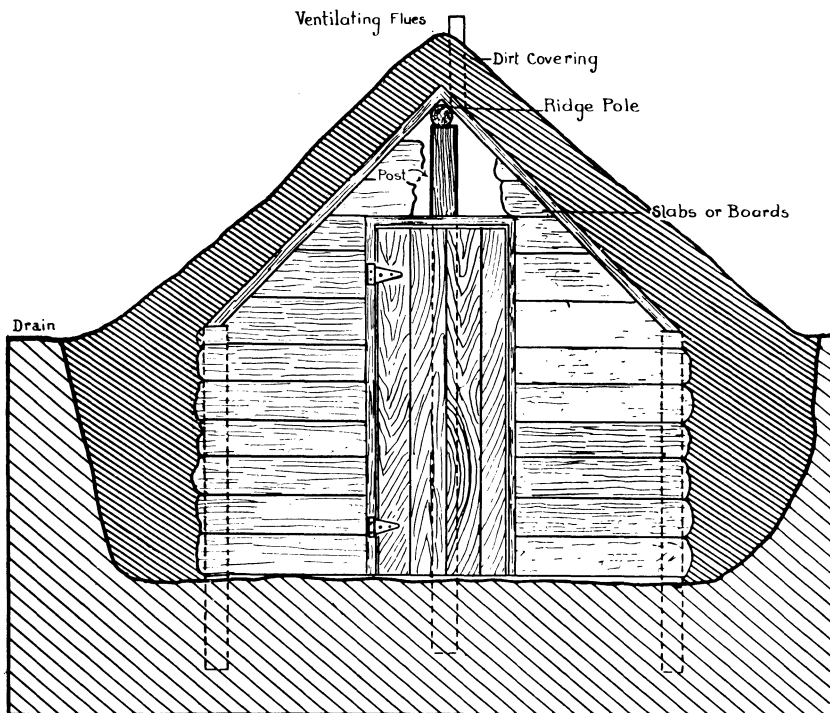 Ventilating Flues
Dirt Covering
Ridge Pole
Post
Slabs or Boards
Drain